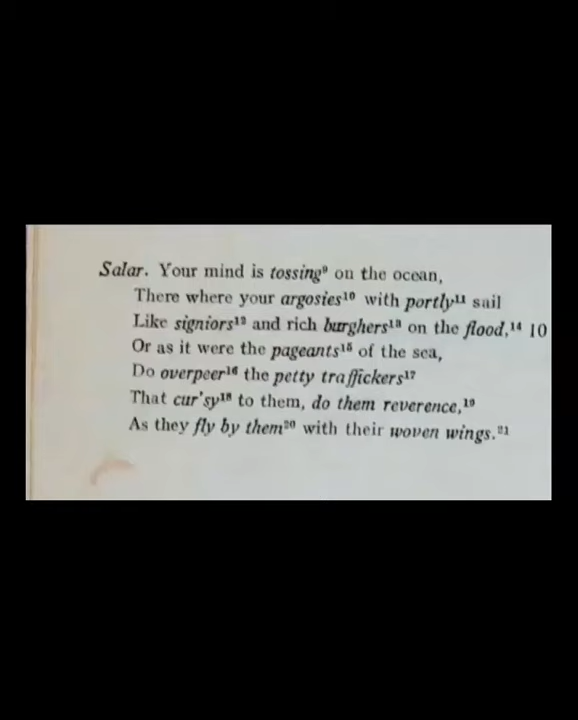 Salar. Your mind is tossing⁹ on the ocean,
There where your argosies¹⁰ with portly¹¹ sail
Like signiors¹² and rich burghers¹³ on the flood,¹⁴ 10
Or as it were the pageants¹⁵ of the sea,
Do overpeer¹⁶ the petty traffickers¹⁷
That cur'sy¹⁸ to them, do them reverence,¹⁹
As they fly by them²⁰ with their woven wings.²¹